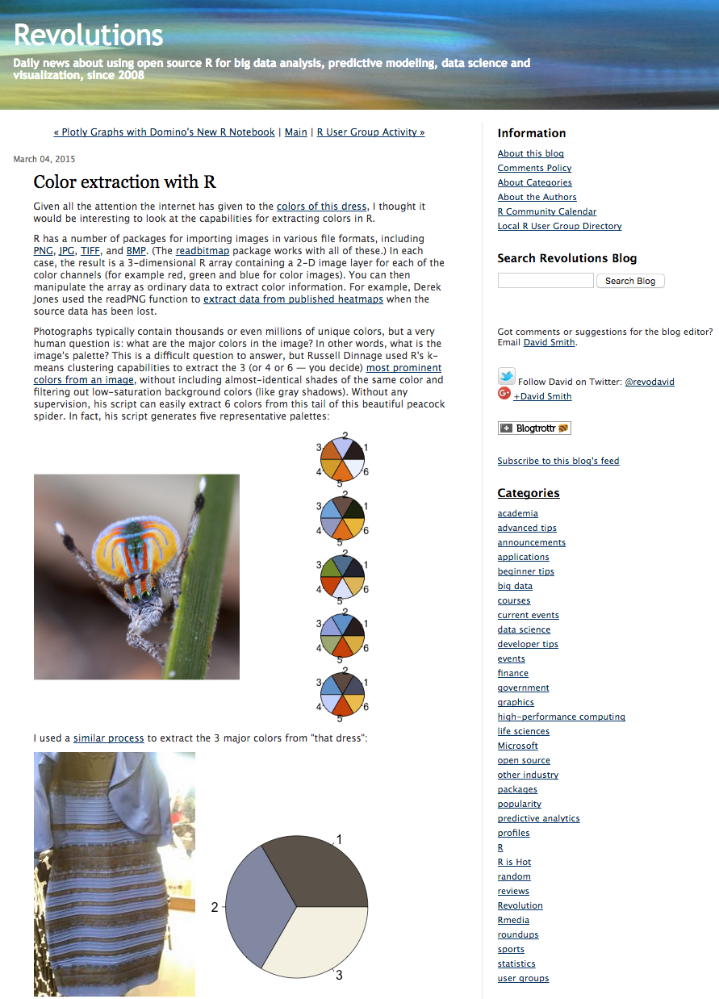 Revolutions
Daily news about using open source R for big data analysis, predictive modeling, data science and
visualization, since 2008
« Plotly Graphs with Domino's New R Notebook | Main | R User Group Activity »
March 04, 2015
Color extraction with R
Given all the attention the internet has given to the colors of this dress, I thought it
would be interesting to look at the capabilities for extracting colors in R.
R has a number of packages for importing images in various file formats, including
PNG, JPG, TIFF, and BMP. (The readbitmap package works with all of these.) In each
case, the result is a 3-dimensional R array containing a 2-D image layer for each of the
color channels (for example red, green and blue for color images). You can then
manipulate the array as ordinary data to extract color information. For example, Derek
Jones used the readPNG function to extract data from published heatmaps when the
source data has been lost.
Photographs typically contain thousands or even millions of unique colors, but a very
human question is: what are the major colors in the image? In other words, what is the
image's palette? This is a difficult question to answer, but Russell Dinnage used R's k-
means clustering capabilities to extract the 3 (or 4 or 6 — you decide) most prominent
colors from an image, without including almost-identical shades of the same color and
filtering out low-saturation background colors (like gray shadows). Without any
supervision, his script can easily extract 6 colors from this tail of this beautiful peacock
spider. In fact, his script generates five representative palettes:
2
3 1
4 6
5
2
3 1
4 6
5
2
3 1
4 6
5
2
3 1
4 6
5
2
3 1
4 6
5
I used a similar process to extract the 3 major colors from "that dress":
1
2
3
Information
About this blog
Comments Policy
About Categories
About the Authors
R Community Calendar
Local R User Group Directory
Search Revolutions Blog
Search Blog
Got comments or suggestions for the blog editor?
Email David Smith.
Follow David on Twitter: @revodavid
G+ +David Smith
Blogtrottr
Subscribe to this blog's feed
Categories
academia
advanced tips
announcements
applications
beginner tips
big data
courses
current events
data science
developer tips
events
finance
government
graphics
high-performance computing
life sciences
Microsoft
open source
other industry
packages
popularity
predictive analytics
profiles
R
R is Hot
random
reviews
Revolution
Rmedia
roundups
sports
statistics
user groups